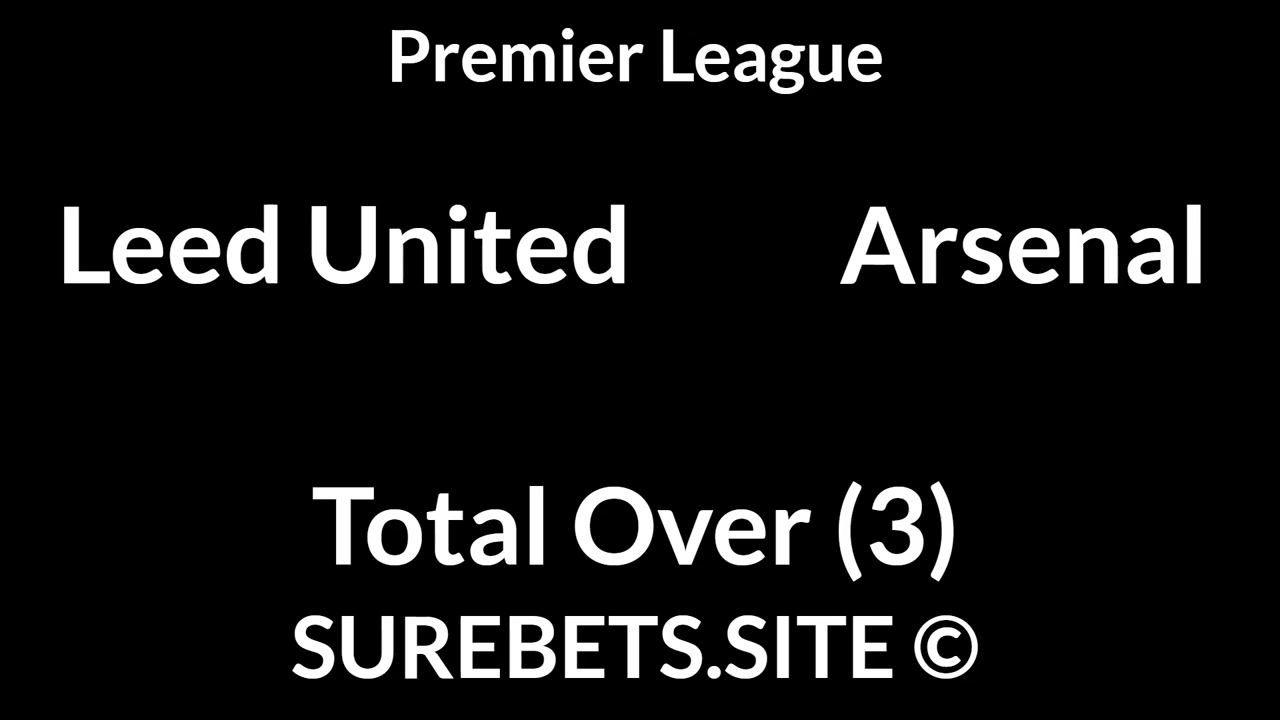 Premier League
Leed United Arsenal
Total Over (3)
SUREBETS.SITE ©